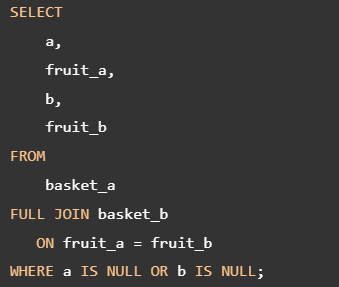 SELECT
    a,
    fruit_a,
    b,
    fruit_b
FROM
    basket_a
FULL JOIN basket_b
   ON fruit_a = fruit_b
WHERE a IS NULL OR b IS NULL;